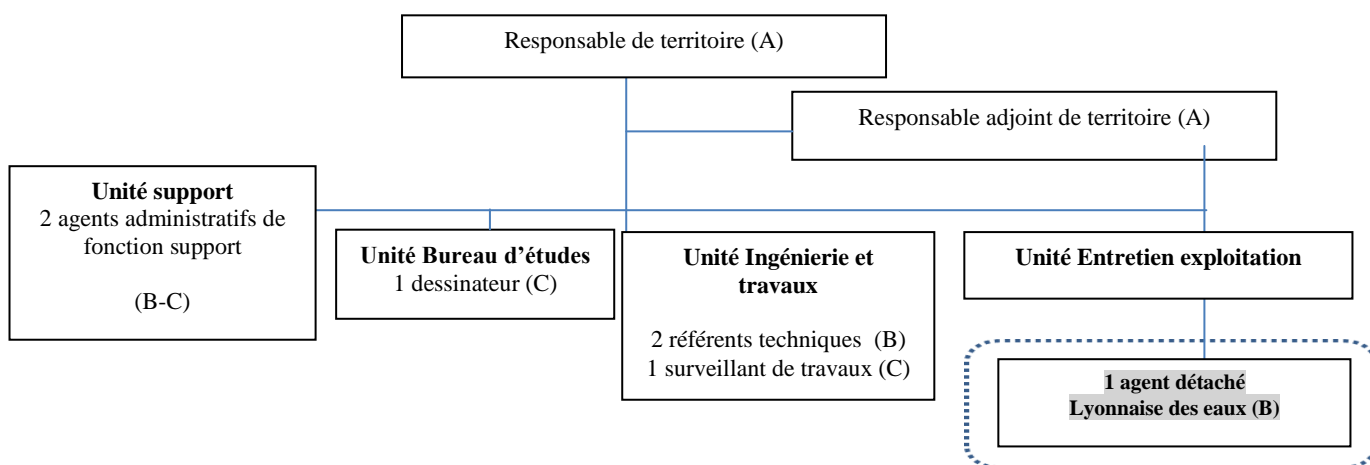 Responsable de territoire (A)
Responsable adjoint de territoire (A)
Unité support
2 agents administratifs de
fonction support
(B-C)
Unité Bureau d'études
1 dessinateur (C)
Unité Ingénierie et
travaux
2 référents techniques (B)
1 surveillant de travaux (C)
Unité Entretien exploitation
1 agent détaché
Lyonnaise des eaux (B)